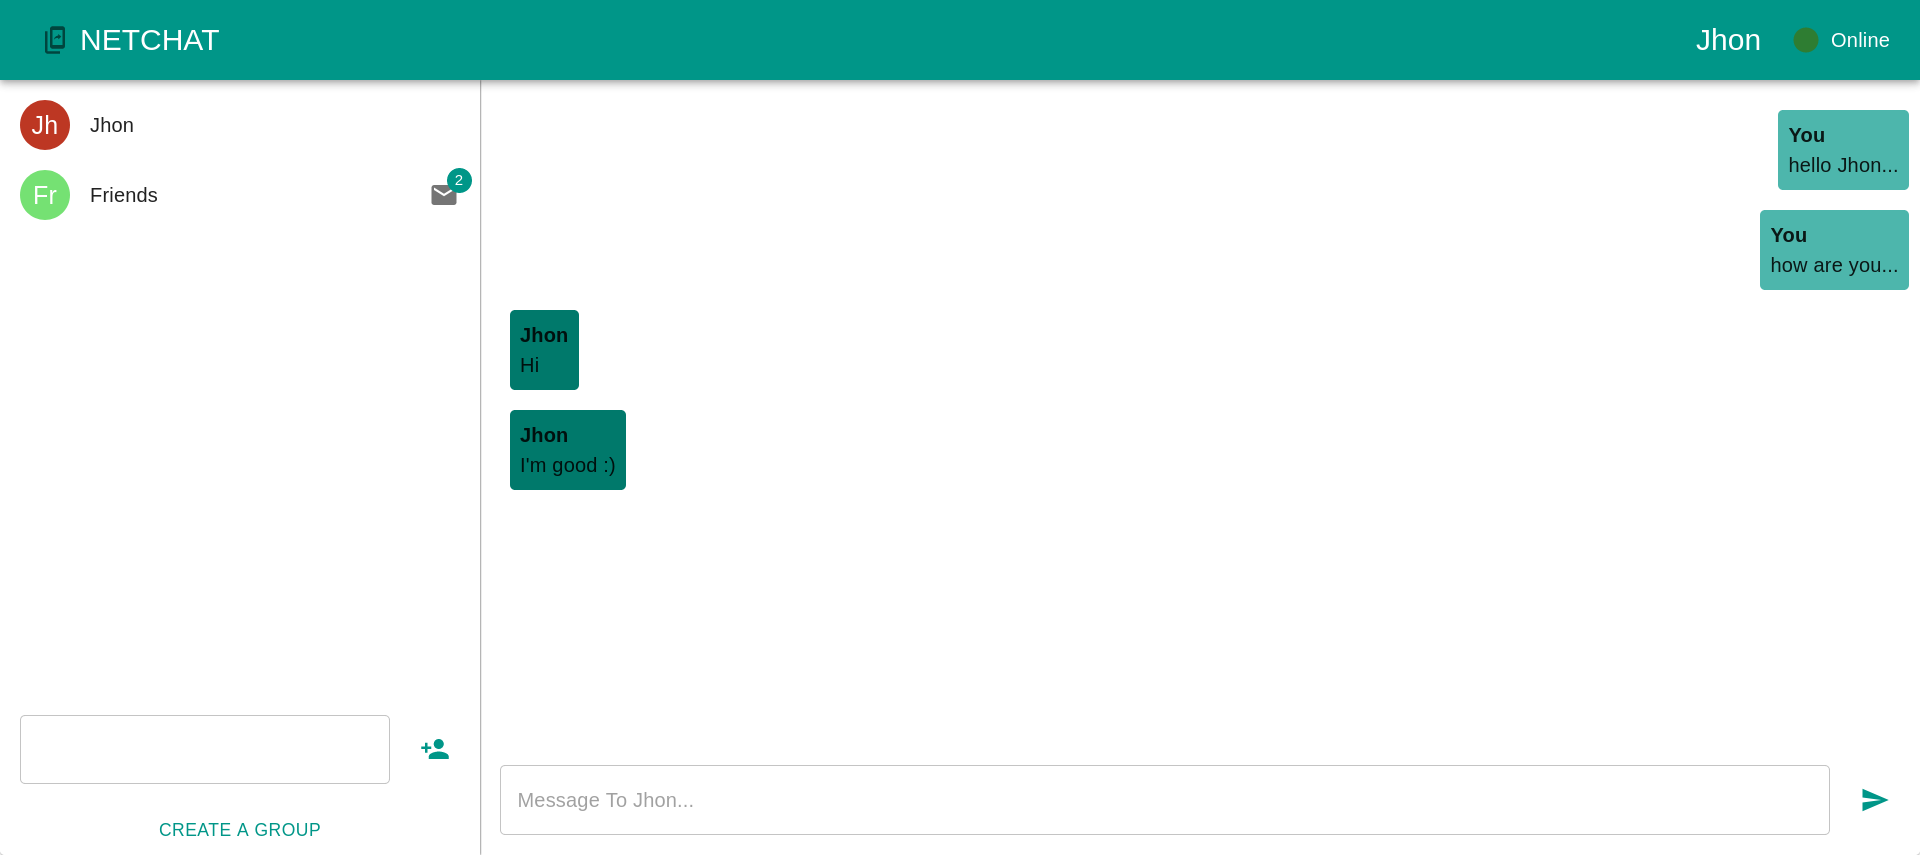 NETCHAT
Jhon
Online
Jh
Jhon
Fr
Friends
2
You
hello Jhon...
You
how are you...
Jhon
Hi
Jhon
I'm good :)
Message To Jhon...
CREATE A GROUP